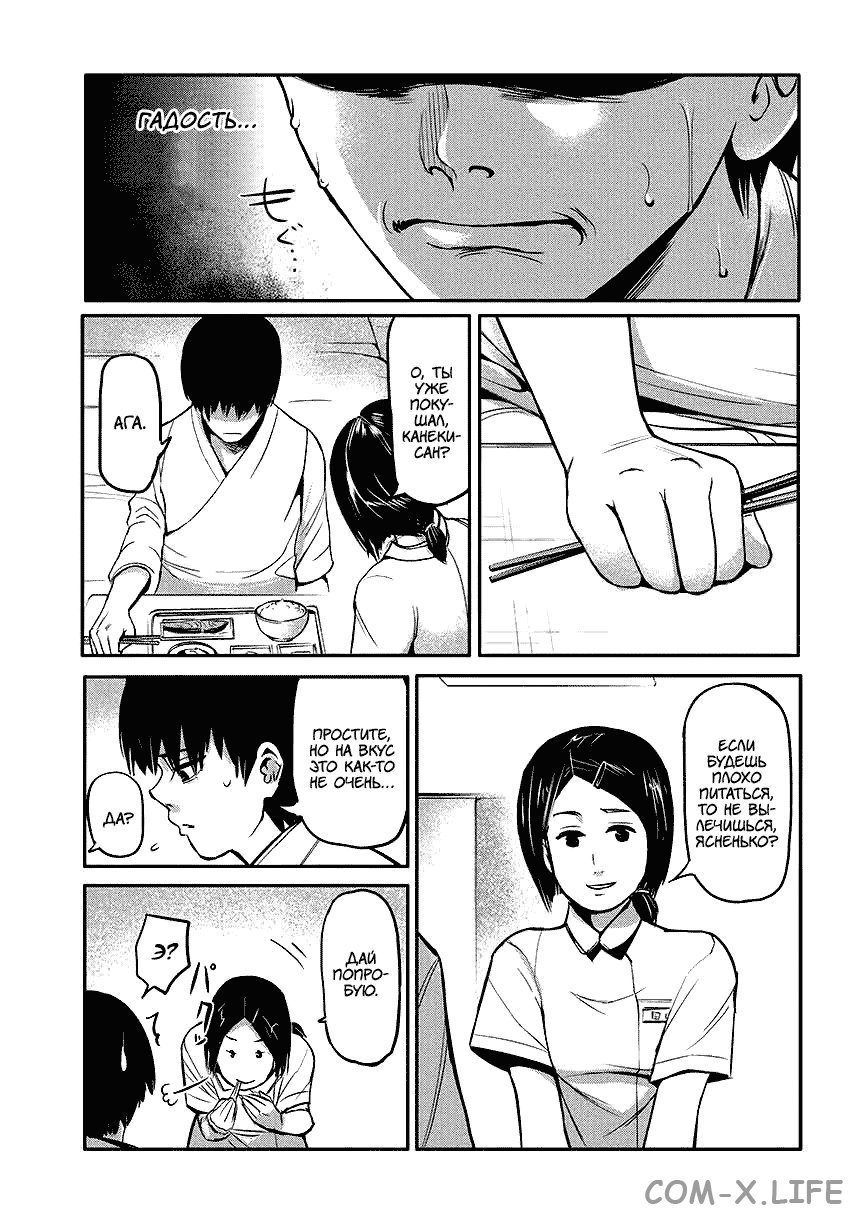 ГАДОСТЬ...
О, ТЫ
УЖЕ
ПОКУ-
ШАЛ,
КАНЕКИ-
САН?
АГА.
ПРОСТИТЕ,
НО НА ВКУС
ЭТО КАК-ТО
НЕ ОЧЕНЬ...
ДА?
ЕСЛИ
БУДЕШЬ
ПЛОХО
ПИТАТЬСЯ,
ТО НЕ ВЫ-
ЛЕЧИШЬСЯ,
ЯСНЕНЬКО?
ДАЙ
ПОПРО-
БУЮ.
Э?
COM-X.LIFE